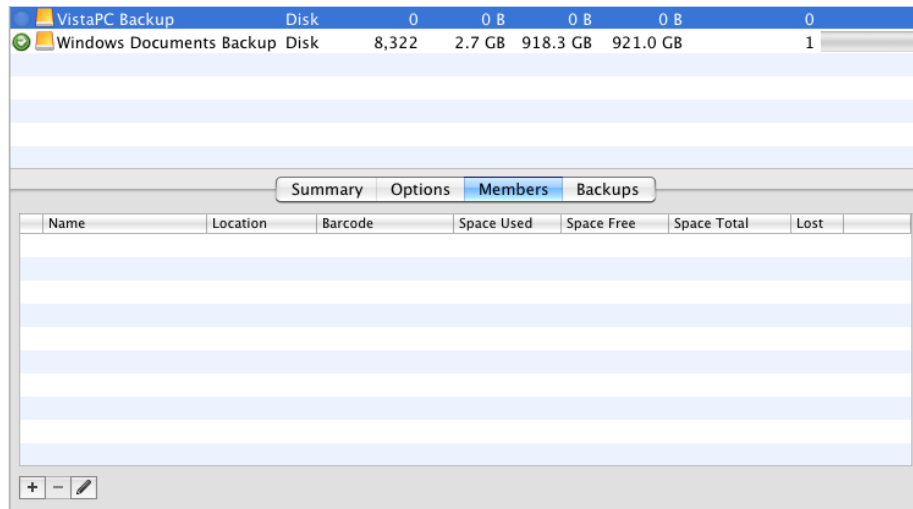 VistaPC Backup Disk 0 0 B 0 B 0 B 0
Windows Documents Backup Disk 8,322 2.7 GB 918.3 GB 921.0 GB 1
Summary Options Members Backups
Name Location Barcode Space Used Space Free Space Total Lost